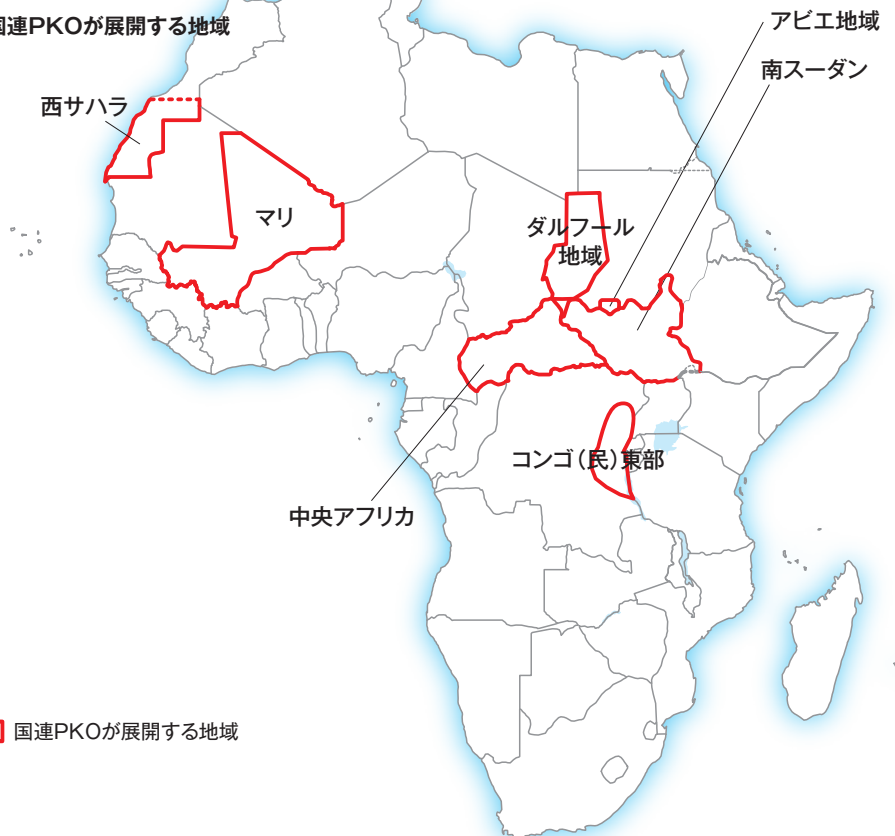 国連PKOが展開する地域
アビエ地域
南スーダン
西サハラ
マリ
ダルフール
地域
コンゴ(民)東部
中央アフリカ
国連PKOが展開する地域